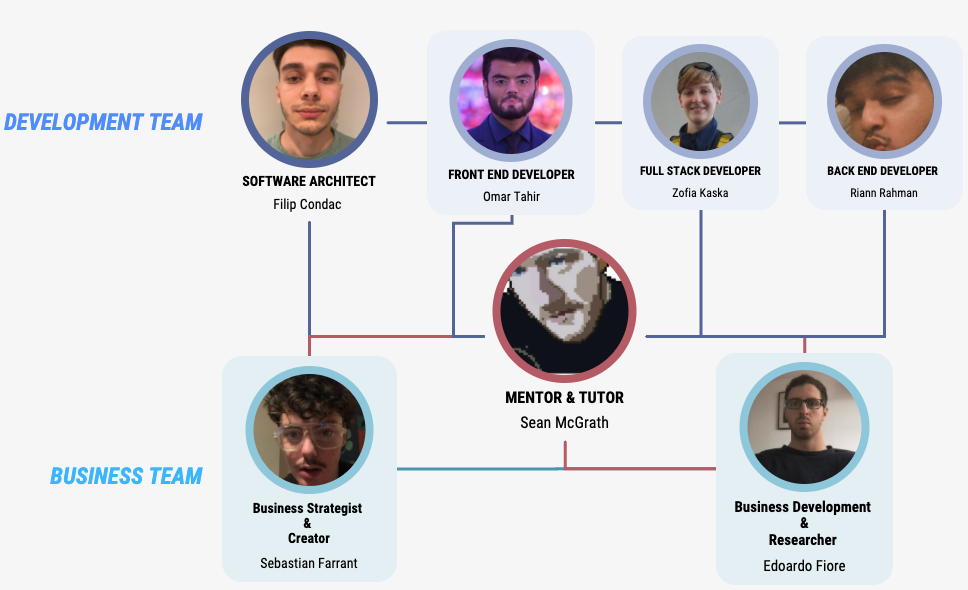 DEVELOPMENT TEAM
SOFTWARE ARCHITECT
Filip Condac
FRONT END DEVELOPER
Omar Tahir
FULL STACK DEVELOPER
Zofia Kaska
BACK END DEVELOPER
Riann Rahman
MENTOR & TUTOR
Sean McGrath
BUSINESS TEAM
Business Strategist
&
Creator
Sebastian Farrant
Business Development
&
Researcher
Edoardo Fiore